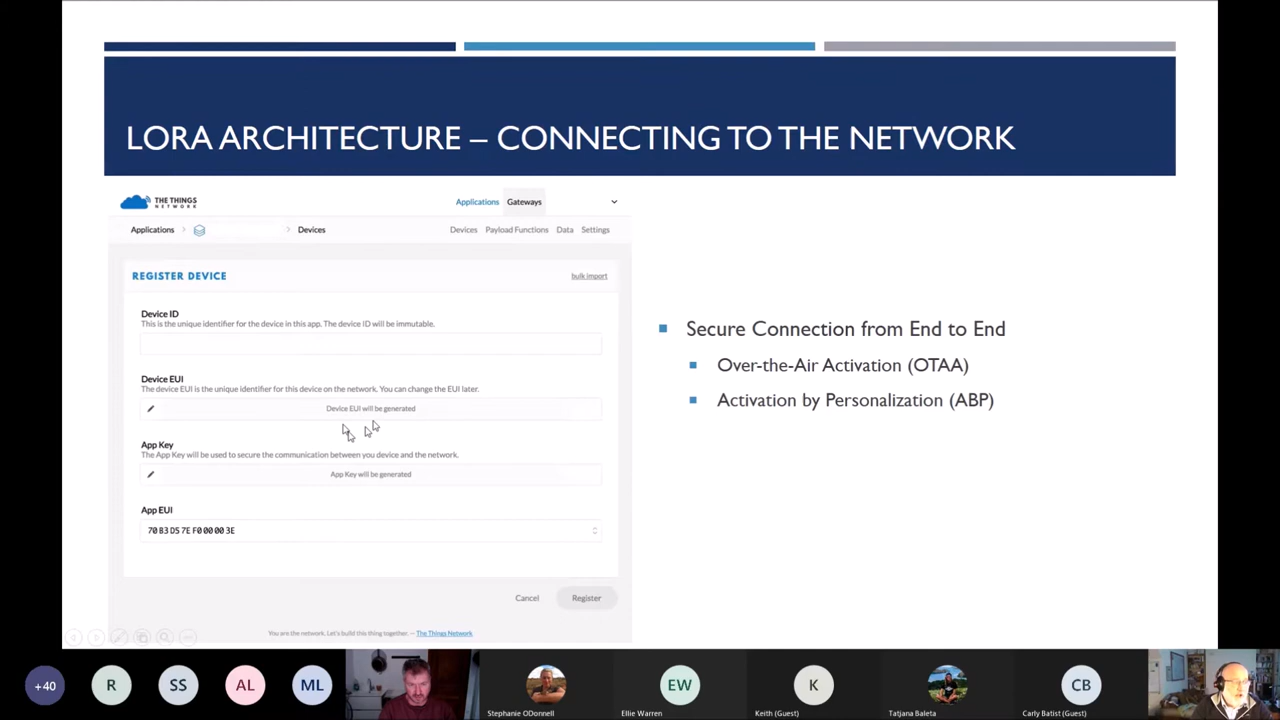 LORA ARCHITECTURE – CONNECTING TO THE NETWORK
THE THINGS
NETWORK
Applications
Gateways
Applications
Devices
Devices
Payload Functions
Data
Settings
REGISTER DEVICE
bulk import
Device ID
This is the unique identifier for the device in this app. The device ID will be immutable.
Device EUI
The device EUI is the unique identifier for this device on the network. You can change the EUI later.
Device EUI will be generated
App Key
The App Key will be used to secure the communication between you device and the network.
App Key will be generated
App EUI
70 B3 D5 7E F0 00 00 3E
Cancel
Register
You are the network. Let's build this thing together. — The Things Network
Secure Connection from End to End
Over-the-Air Activation (OTAA)
Activation by Personalization (ABP)
+40
R
SS
AL
ML
Stephanie ODonnell
EW
Ellie Warren
K
Keith (Guest)
Tatjana Baleta
CB
Carly Batist (Guest)